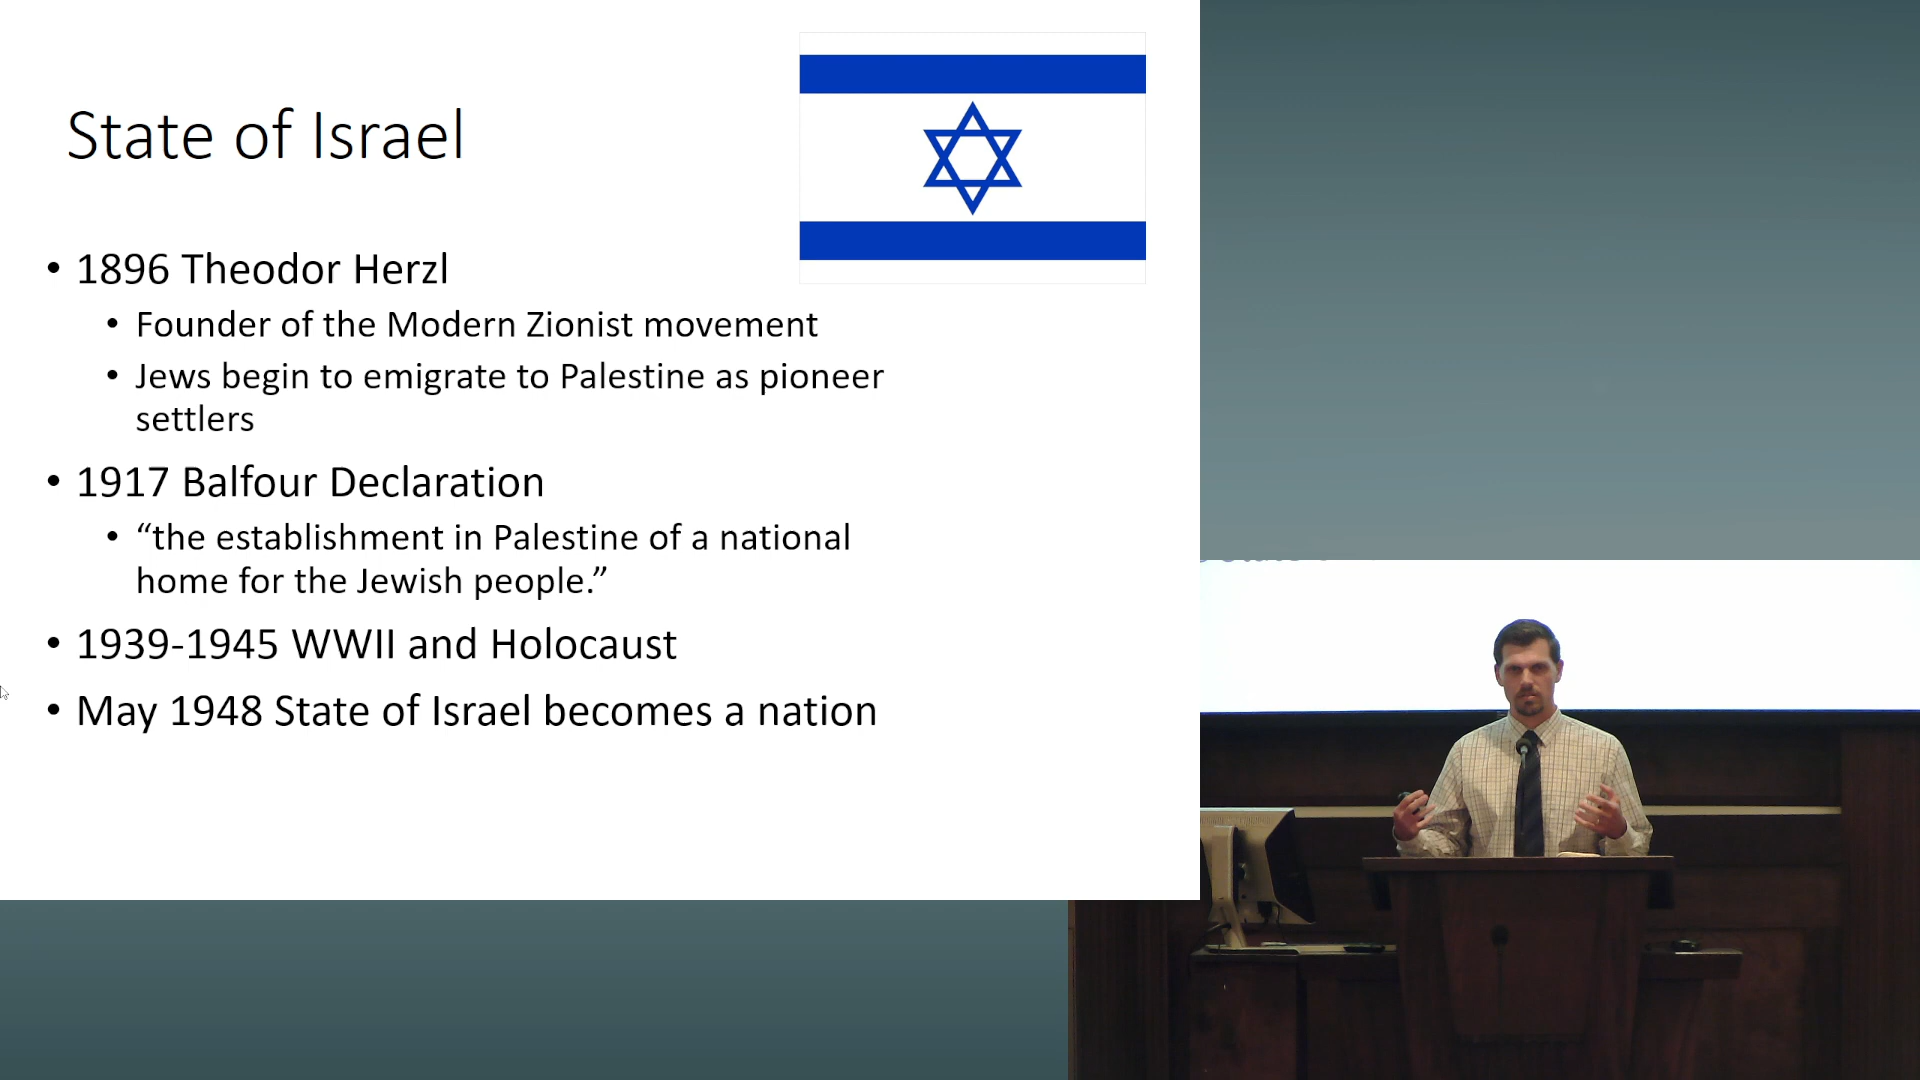 State of Israel
• 1896 Theodor Herzl
• Founder of the Modern Zionist movement
• Jews begin to emigrate to Palestine as pioneer
settlers
• 1917 Balfour Declaration
• “the establishment in Palestine of a national
home for the Jewish people.”
• 1939-1945 WWII and Holocaust
• May 1948 State of Israel becomes a nation